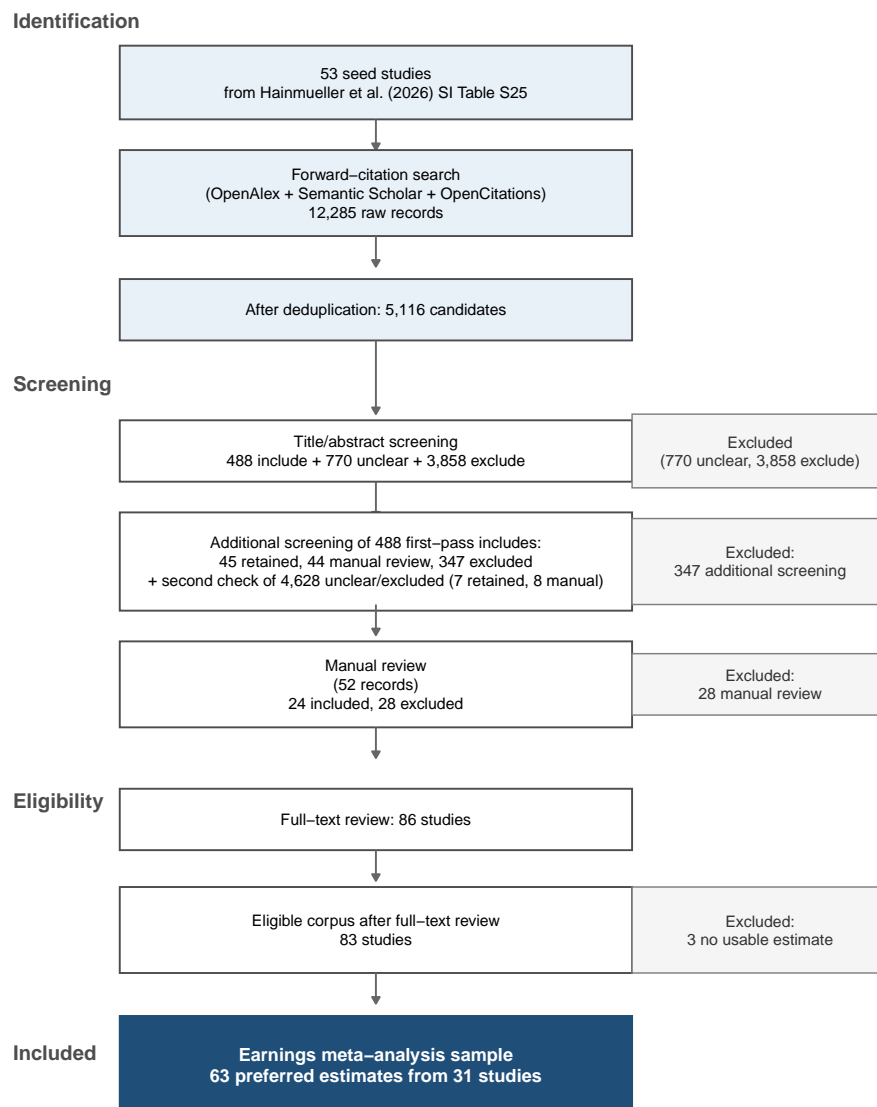 Identification
53 seed studies
from Hainmueller et al. (2026) SI Table S25
Forward−citation search
(OpenAlex + Semantic Scholar + OpenCitations)
12,285 raw records
After deduplication: 5,116 candidates
Screening
Title/abstract screening
488 include + 770 unclear + 3,858 exclude
Excluded
(770 unclear, 3,858 exclude)
Additional screening of 488 first−pass includes:
45 retained, 44 manual review, 347 excluded
+ second check of 4,628 unclear/excluded (7 retained, 8 manual)
Excluded:
347 additional screening
Manual review
(52 records)
24 included, 28 excluded
Excluded:
28 manual review
Eligibility
Full−text review: 86 studies
Eligible corpus after full−text review
83 studies
Excluded:
3 no usable estimate
Included
Earnings meta−analysis sample
63 preferred estimates from 31 studies